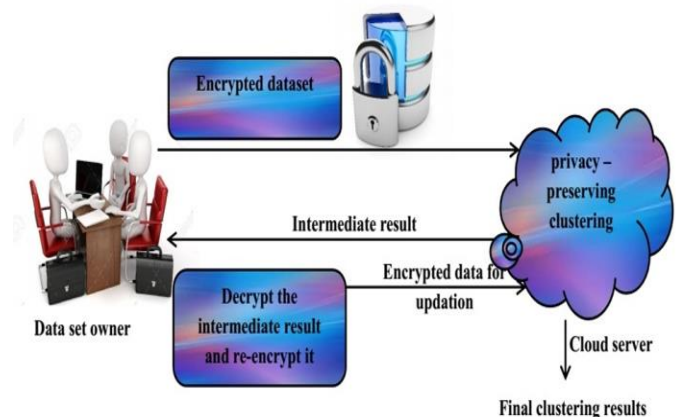 Encrypted dataset
privacy –
preserving
clustering
Intermediate result
Encrypted data for
updation
Decrypt the
intermediate result
and re-encrypt it
Data set owner
Cloud server
Final clustering results